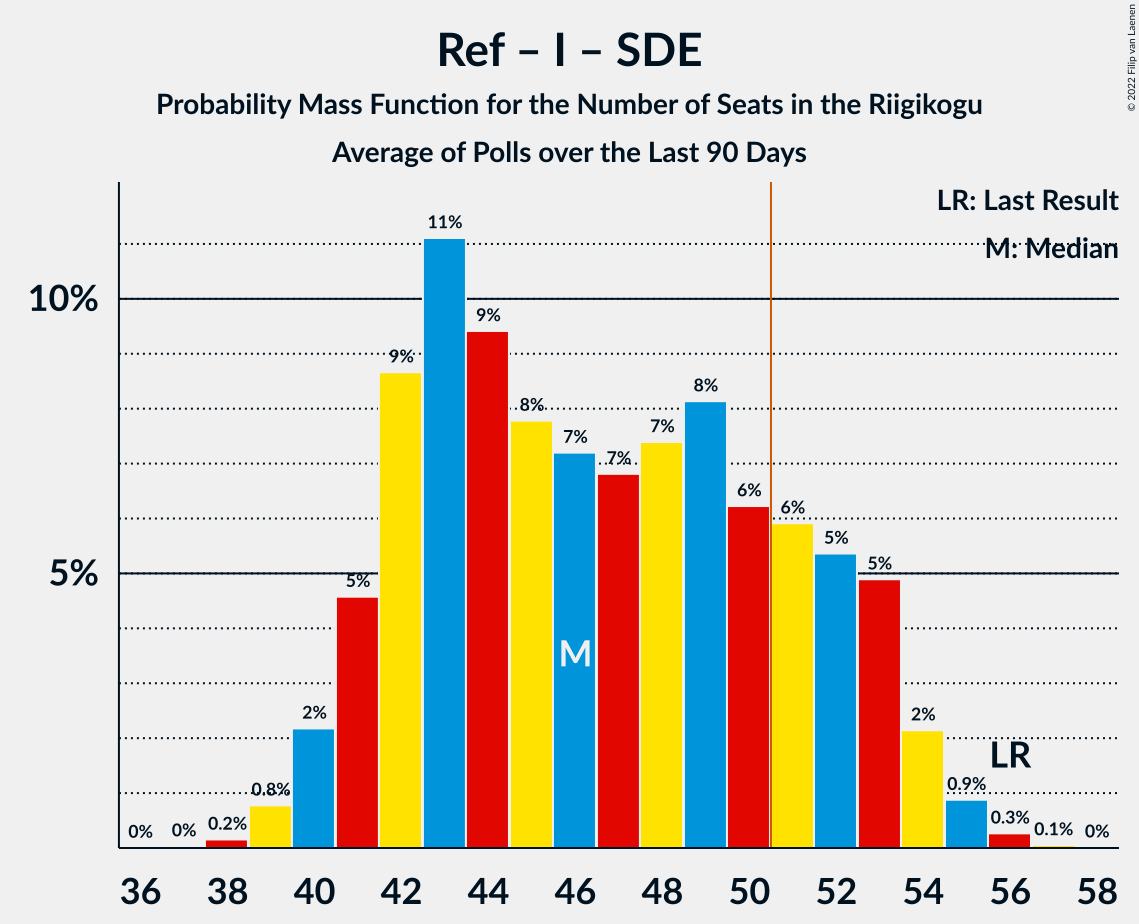 Ref – I – SDE
Probability Mass Function for the Number of Seats in the Riigikogu
Average of Polls over the Last 90 Days
© 2022 Filip van Laenen
LR: Last Result
M: Median
10%
5%
0%
0%
0.2%
0.8%
2%
5%
9%
11%
9%
8%
7%
7%
7%
8%
6%
6%
5%
5%
2%
0.9%
0.3%
0.1%
0%
M
LR
36 38 40 42 44 46 48 50 52 54 56 58